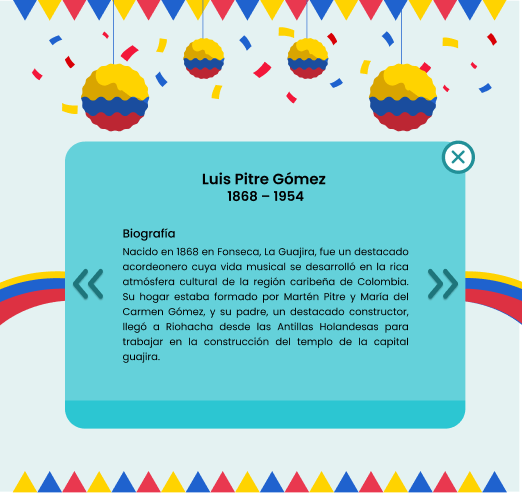 Luis Pitre Gómez
1868 – 1954
Biografía
Nacido en 1868 en Fonseca, La Guajira, fue un destacado
acordeonero cuya vida musical se desarrolló en la rica
atmósfera cultural de la región caribeña de Colombia.
Su hogar estaba formado por Martén Pitre y María del
Carmen Gómez, y su padre, un destacado constructor,
llegó a Riohacha desde las Antillas Holandesas para
trabajar en la construcción del templo de la capital
guajira.